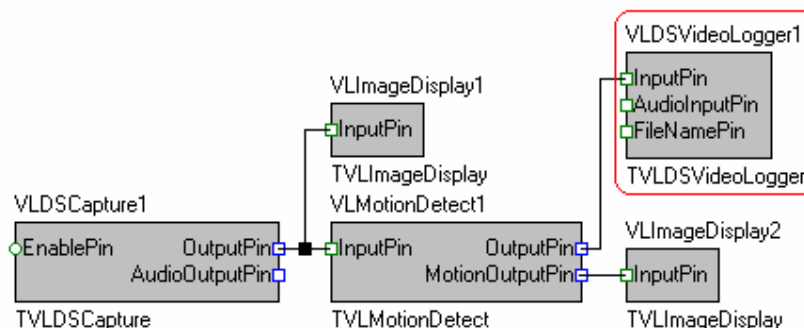 VLDSVideoLogger1
InputPin
AudioInputPin
FileNamePin
TVLDSVideoLogger
VLImageDisplay1
InputPin
TVLImageDisplay
VLDSCapture1
EnablePin OutputPin
AudioOutputPin
TVLDSCapture
VLMotionDetect1
InputPin OutputPin
MotionOutputPin
TVLMotionDetect
VLImageDisplay2
InputPin
TVLImageDisplay